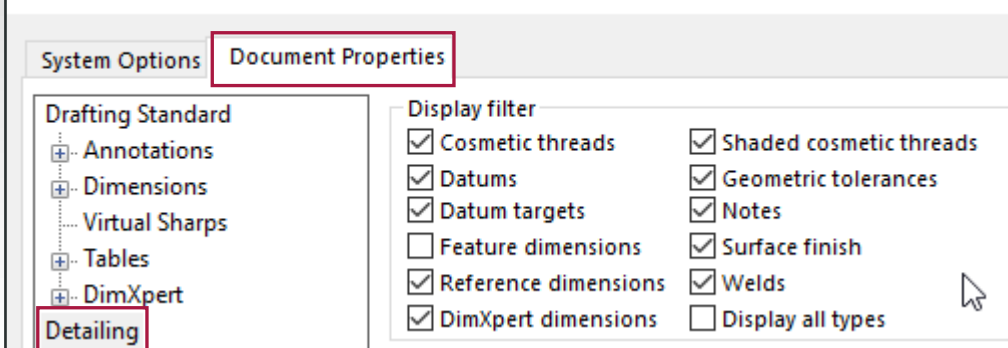 System Options
Document Properties
Drafting Standard
Annotations
Dimensions
Virtual Sharps
Tables
DimXpert
Detailing
Display filter
Cosmetic threads
Shaded cosmetic threads
Datums
Geometric tolerances
Datum targets
Notes
Feature dimensions
Surface finish
Reference dimensions
Welds
DimXpert dimensions
Display all types